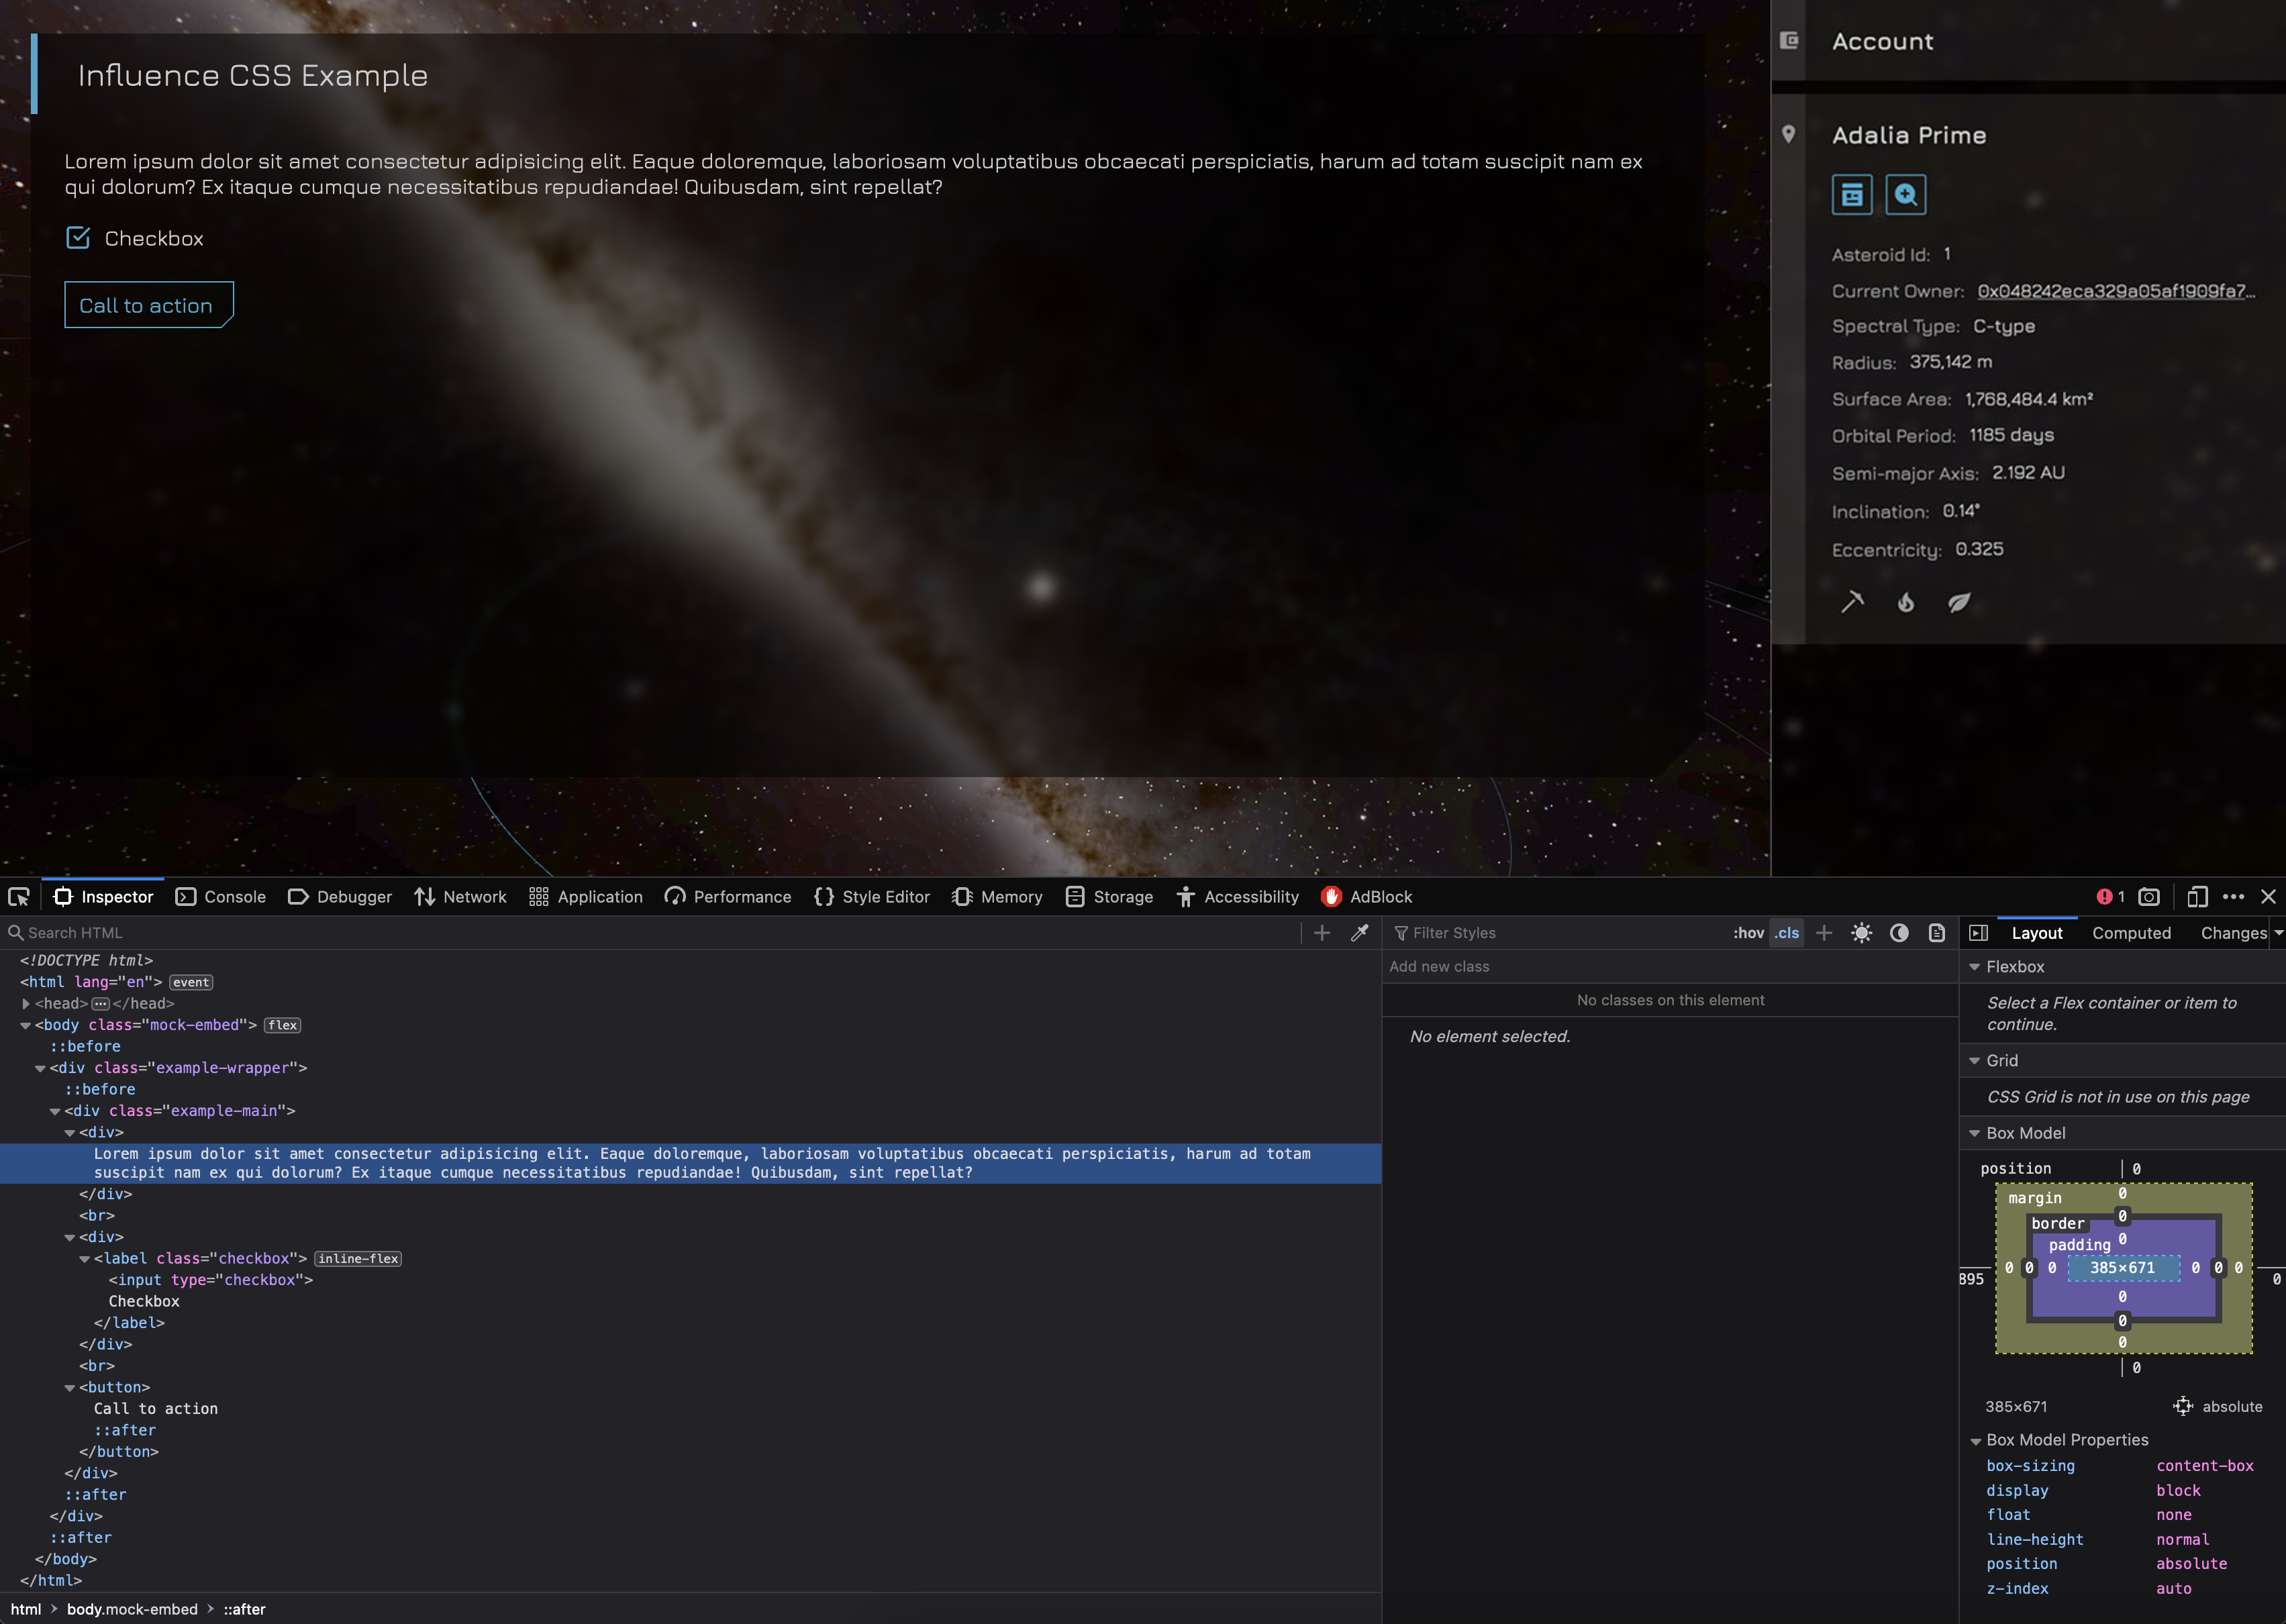 Influence CSS Example
Lorem ipsum dolor sit amet consectetur adipisicing elit. Eaque doloremque, laboriosam voluptatibus obcaecati perspiciatis, harum ad totam suscipit nam ex
qui dolorum? Ex itaque cumque necessitatibus repudiandae! Quibusdam, sint repellat?
Checkbox
Call to action
Account
Adalia Prime
Asteroid Id: 1
Current Owner: 0x048242eca329a05af1909fa7...
Spectral Type: C-type
Radius: 375,142 m
Surface Area: 1,768,484.4 km²
Orbital Period: 1185 days
Semi-major Axis: 2.192 AU
Inclination: 0.14°
Eccentricity: 0.325
Inspector Console Debugger Network Application Performance Style Editor Memory Storage Accessibility AdBlock 1
Search HTML
<!DOCTYPE html>
<html lang="en"> event
<head> ... </head>
<body class="mock-embed"> flex
::before
<div class="example-wrapper">
::before
<div class="example-main">
<div>
Lorem ipsum dolor sit amet consectetur adipisicing elit. Eaque doloremque, laboriosam voluptatibus obcaecati perspiciatis, harum ad totam
suscipit nam ex qui dolorum? Ex itaque cumque necessitatibus repudiandae! Quibusdam, sint repellat?
</div>
<br>
<div>
<label class="checkbox"> inline-flex
<input type="checkbox">
Checkbox
</label>
</div>
<br>
<button>
Call to action
::after
</button>
</div>
::after
</div>
::after
</body>
</html>
html > body.mock-embed > ::after
Filter Styles :hov .cls
Add new class
No classes on this element
No element selected.
Layout Computed Changes
Flexbox
Select a Flex container or item to
continue.
Grid
CSS Grid is not in use on this page
Box Model
position 0
margin 0
border 0
padding 0
895 0 0 0 385×671 0 0 0 0
0
0
0
0
385×671 absolute
Box Model Properties
box-sizing content-box
display block
float none
line-height normal
position absolute
z-index auto